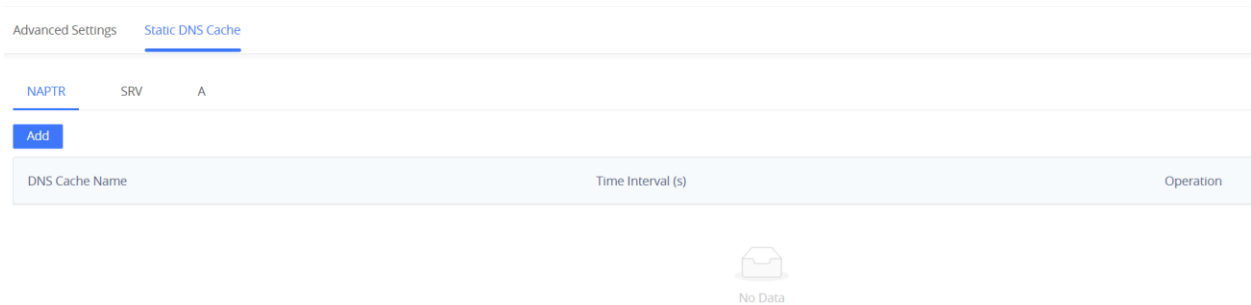 Advanced Settings Static DNS Cache
NAPTR SRV A
Add
DNS Cache Name Time Interval (s) Operation
No Data